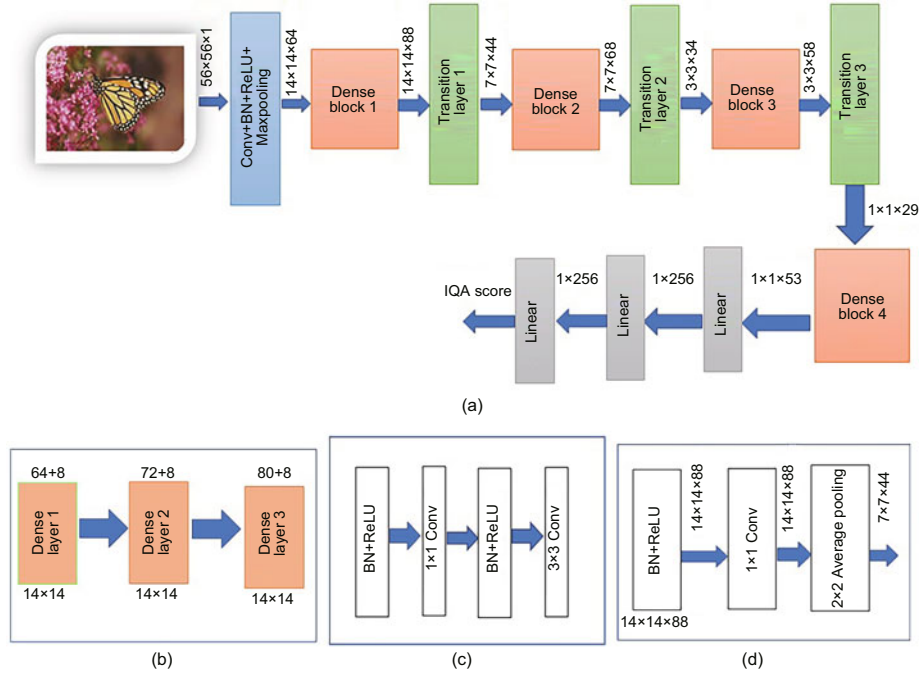 56×56×1
Conv+BN+ReLU+
Maxpooling
14×14×64
Dense
block 1
14×14×88
Transition
layer 1
7×7×44
Dense
block 2
7×7×68
Transition
layer 2
3×3×34
Dense
block 3
3×3×58
Transition
layer 3
1×1×29
IQA score
Linear
1×256
Linear
1×256
Linear
1×1×53
Dense
block 4
(a)
64+8
Dense
layer 1
14×14
72+8
Dense
layer 2
14×14
80+8
Dense
layer 3
14×14
(b)
BN+ReLU
1×1 Conv
BN+ReLU
3×3 Conv
(c)
BN+ReLU
14×14×88
14×14×88
1×1 Conv
14×14×88
2×2 Average pooling
7×7×44
(d)